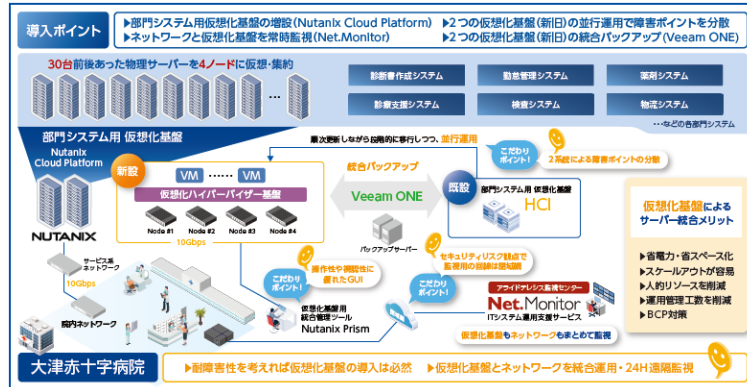 導入ポイント
▶部門システム用仮想化基盤の増設(Nutanix Cloud Platform)
▶2つの仮想化基盤(新旧)の並行運用で障害ポイントを分散
▶ネットワークと仮想化基盤を常時監視(Net.Monitor)
▶2つの仮想化基盤(新旧)の統合バックアップ(Veeam ONE)
30台前後あった物理サーバーを4ノードに仮想・集約
…
診断書作成システム
勤怠管理システム
薬剤システム
診療支援システム
検査システム
物流システム
…などの各部門システム
部門システム用 仮想化基盤
Nutanix
Cloud Platform
NUTANIX
新設
VM …… VM
仮想化ハイパーバイザー基盤
Node #1 Node #2 Node #3 Node #4
10Gbps
順次更新しながら段階的に移行しつつ、並行運用
こだわり
ポイント!
2系統による障害ポイントの分散
統合バックアップ
Veeam ONE
バックアップサーバー
既設
部門システム用 仮想化基盤
HCI
仮想化基盤による
サーバー統合メリット
▶省電力・省スペース化
▶スケールアウトが容易
▶人的リソースを削減
▶運用管理工数を削減
▶BCP対策
サービス系
ネットワーク
10Gbps
院内ネットワーク
こだわり
ポイント!
操作性や視認性に
優れたGUI
仮想化基盤用
統合管理ツール
Nutanix Prism
こだわり
ポイント!
セキュリティリスク観点で
監視用の回線は閉域網
閉域網
アライドテレシス監視センター
Net.Monitor
ITシステム運用支援サービス
仮想化基盤もネットワークもまとめて監視
大津赤十字病院
▶耐障害性を考えれば仮想化基盤の導入は必然
▶仮想化基盤とネットワークを統合運用・24H遠隔監視